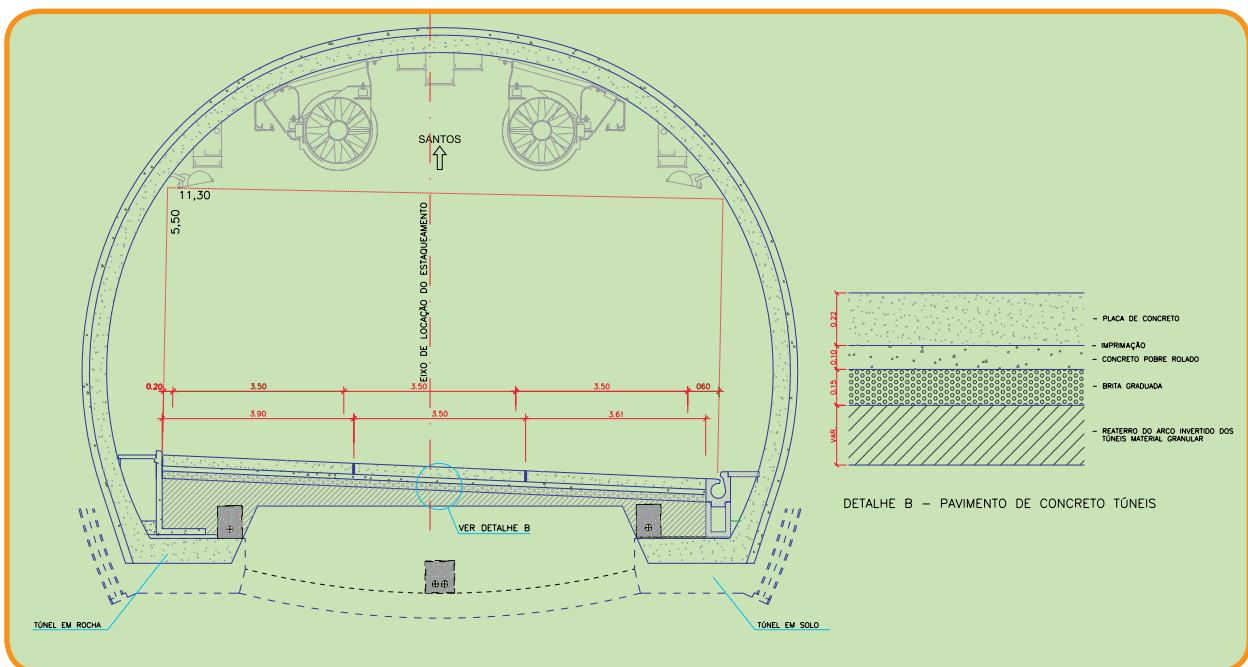 SANTOS
11,30
5,50
EIXO DE LOCAÇÃO DO ESTAQUEAMENTO
0.20
3.50
3.50
3.50
060
3.90
3.50
3.61
VER DETALHE B
TÚNEL EM ROCHA
TÚNEL EM SOLO
0,22
0,10
0,15
VAR.
- PLACA DE CONCRETO
- IMPRIMAÇÃO
- CONCRETO POBRE ROLADO
- BRITA GRADUADA
- REATERRO DO ARCO INVERTIDO DOS
TÚNEIS MATERIAL GRANULAR
DETALHE B - PAVIMENTO DE CONCRETO TÚNEIS